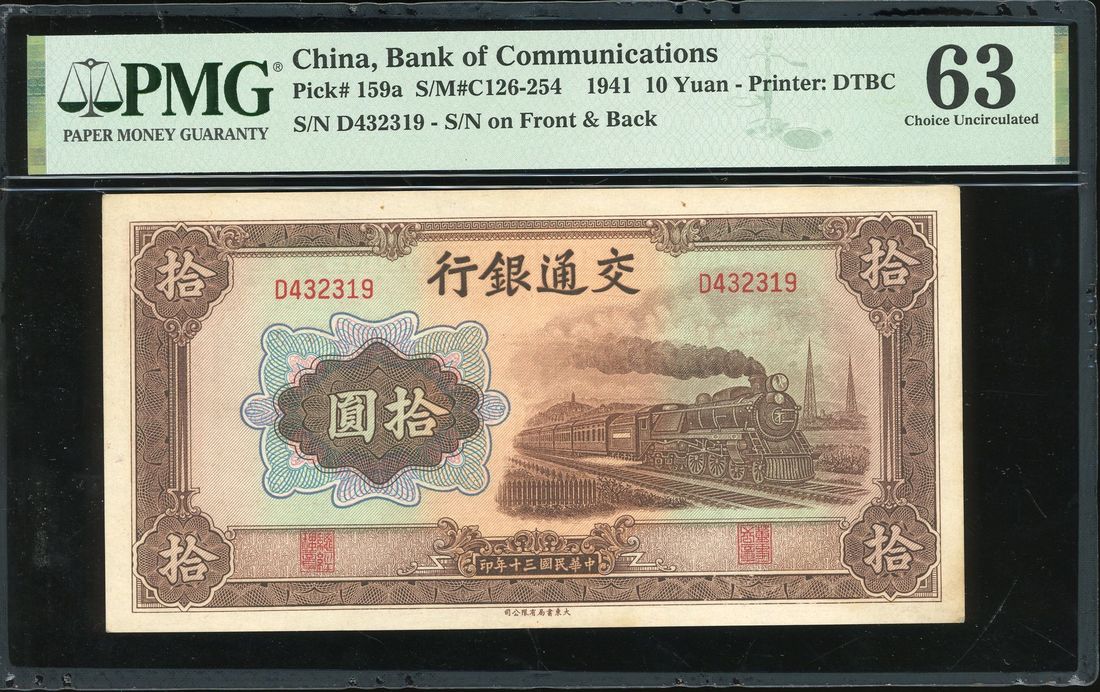 PMG®
PAPER MONEY GUARANTY
China, Bank of Communications
Pick# 159a S/M#C126-254 1941 10 Yuan - Printer: DTBC
S/N D432319 - S/N on Front & Back
63
Choice Uncirculated
拾
拾
行銀通交
D432319
D432319
圓拾
拾
拾
印年十三國民華中
司公限有局書東大